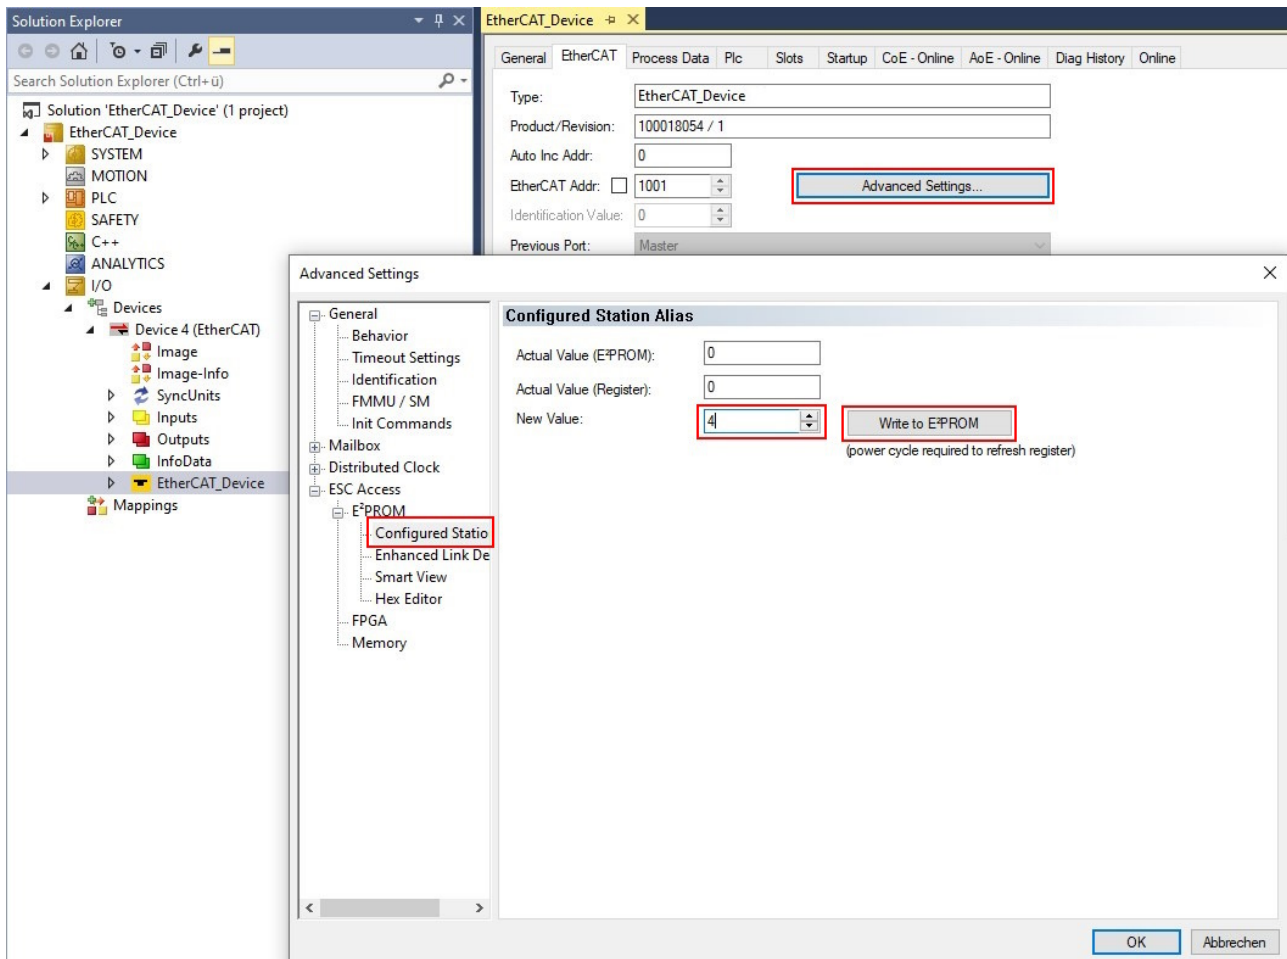 Solution Explorer
Search Solution Explorer (Ctrl+ü)
Solution 'EtherCAT_Device' (1 project)
EtherCAT_Device
SYSTEM
MOTION
PLC
SAFETY
C++
ANALYTICS
I/O
Devices
Device 4 (EtherCAT)
Image
Image-Info
SyncUnits
Inputs
Outputs
InfoData
EtherCAT_Device
Mappings
EtherCAT_Device
General EtherCAT Process Data Plc Slots Startup CoE - Online AoE - Online Diag History Online
Type: EtherCAT_Device
Product/Revision: 100018054 / 1
Auto Inc Addr: 0
EtherCAT Addr: 1001 Advanced Settings...
Identification Value: 0
Previous Port: Master
Advanced Settings
General
Behavior
Timeout Settings
Identification
FMMU / SM
Init Commands
Mailbox
Distributed Clock
ESC Access
E²PROM
Configured Statio
Enhanced Link De
Smart View
Hex Editor
FPGA
Memory
Configured Station Alias
Actual Value (E²PROM): 0
Actual Value (Register): 0
New Value: 4 Write to E²PROM
(power cycle required to refresh register)
OK Abbrechen